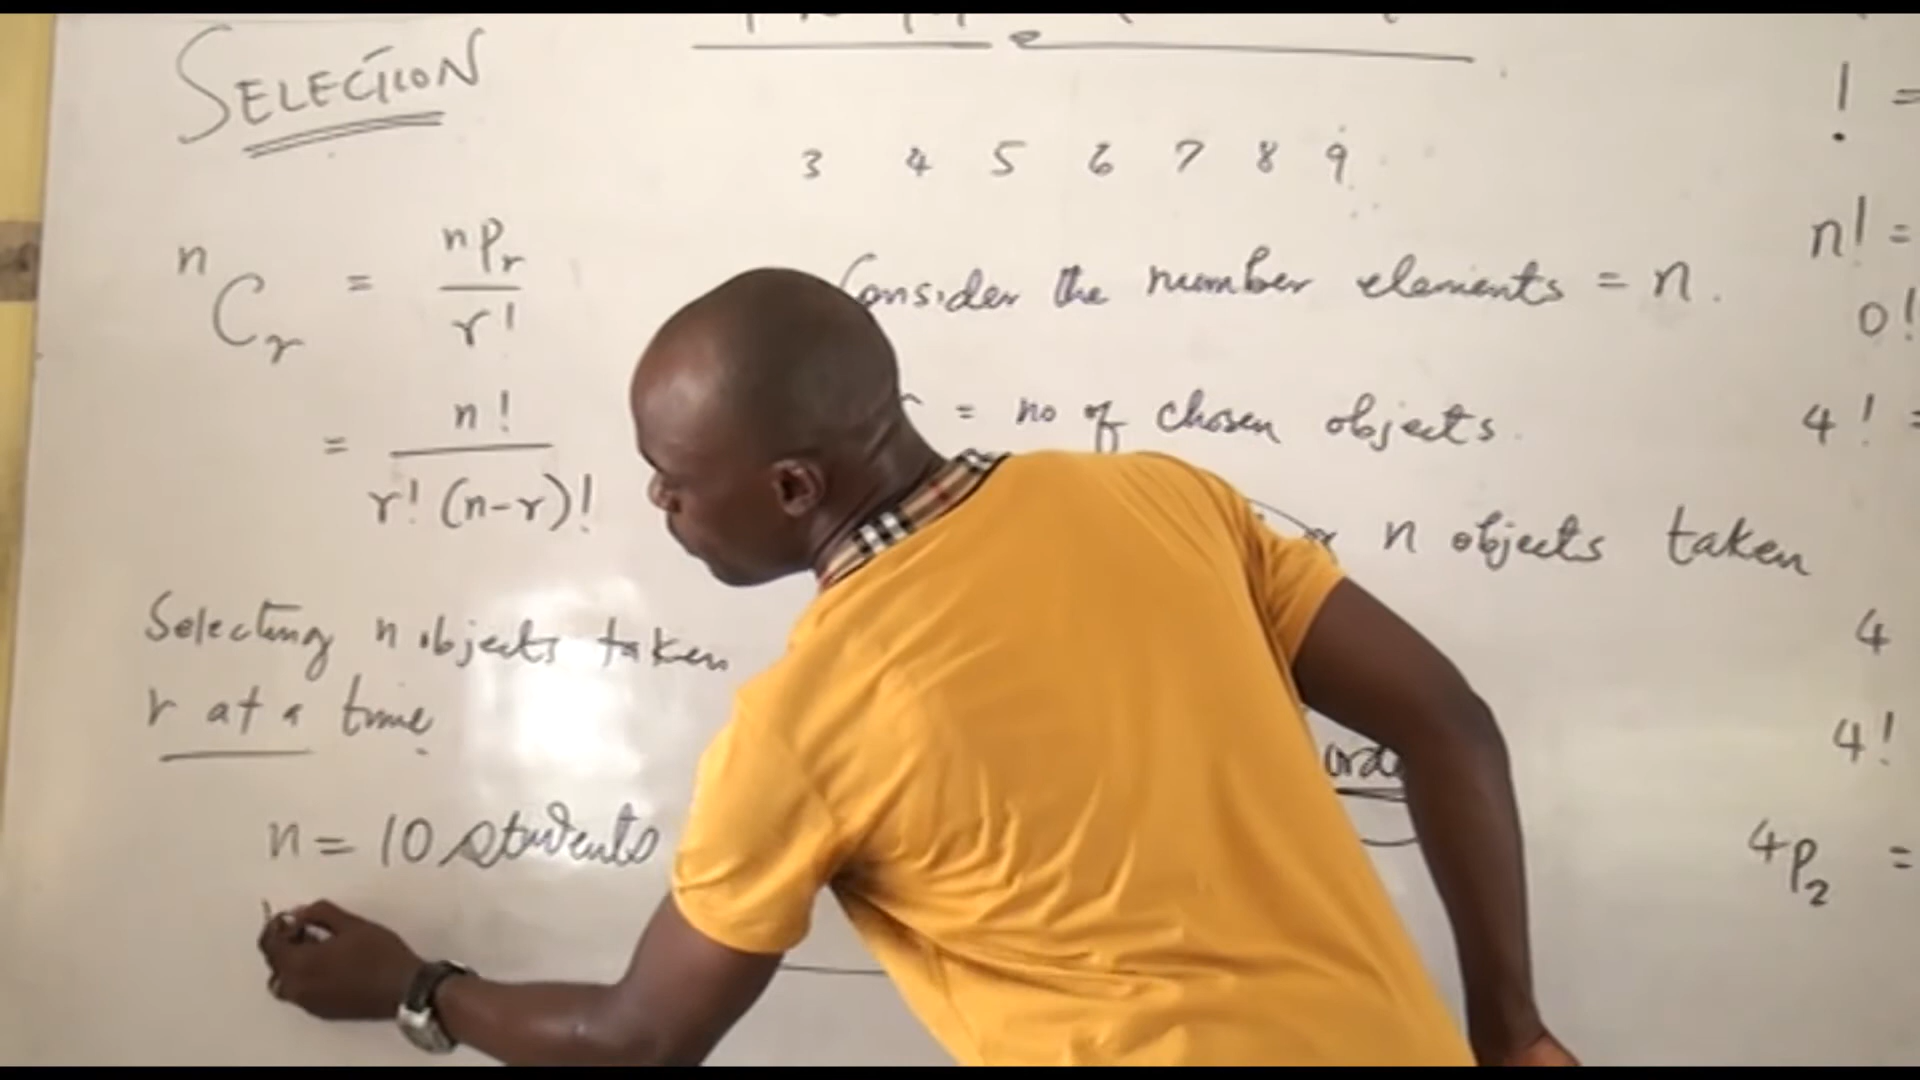 SELECTION
3 4 5 6 7 8 9
nCr = nPr / r!
= n! / r! (n-r)!
Selecting n objects taken
r at a time
n = 10 students
Consider the number elements = n.
= no of chosen objects
n objects taken
! =
n! =
0!
4! =
4
4!
4P2 =